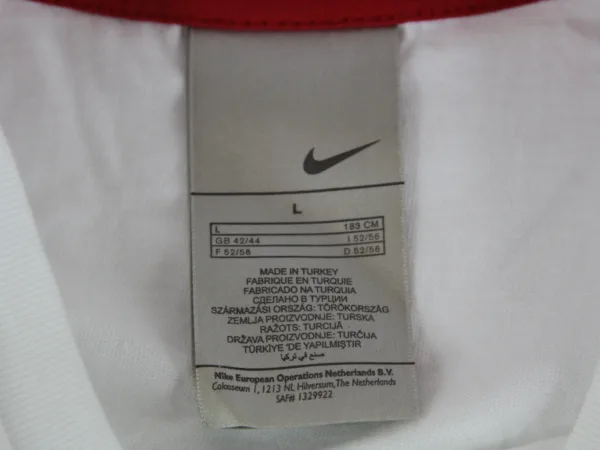 L
L 183 CM
GB 42/44 I 52/56
F 52/56 D 52/56
MADE IN TURKEY
FABRIQUE EN TURQUIE
FABRICADO NA TURQUIA
СДЕЛАНО В ТУРЦИИ
SZÁRMAZÁSI ORSZÁG: TÖRÖKORSZÁG
ZEMLJA PROIZVODNJE: TURSKA
RAŽOTS: TURCIJĀ
DRŽAVA PROIZVODNJE: TURČIJA
TÜRKİYE 'DE YAPILMIŞTIR
صنع في تركيا
Nike European Operations Netherlands B.V.
Colosseum 1, 1213 NL Hilversum, The Netherlands
SAF# 1329922